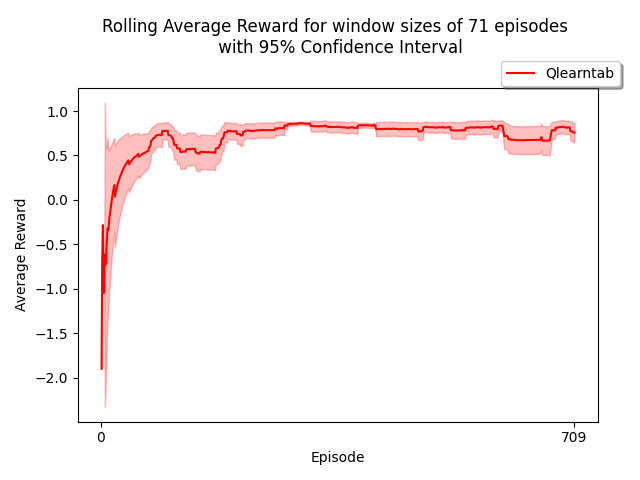 Rolling Average Reward for window sizes of 71 episodes
with 95% Confidence Interval
Qlearntab
1.0
0.5
0.0
−0.5
−1.0
−1.5
−2.0
Average Reward
0
709
Episode